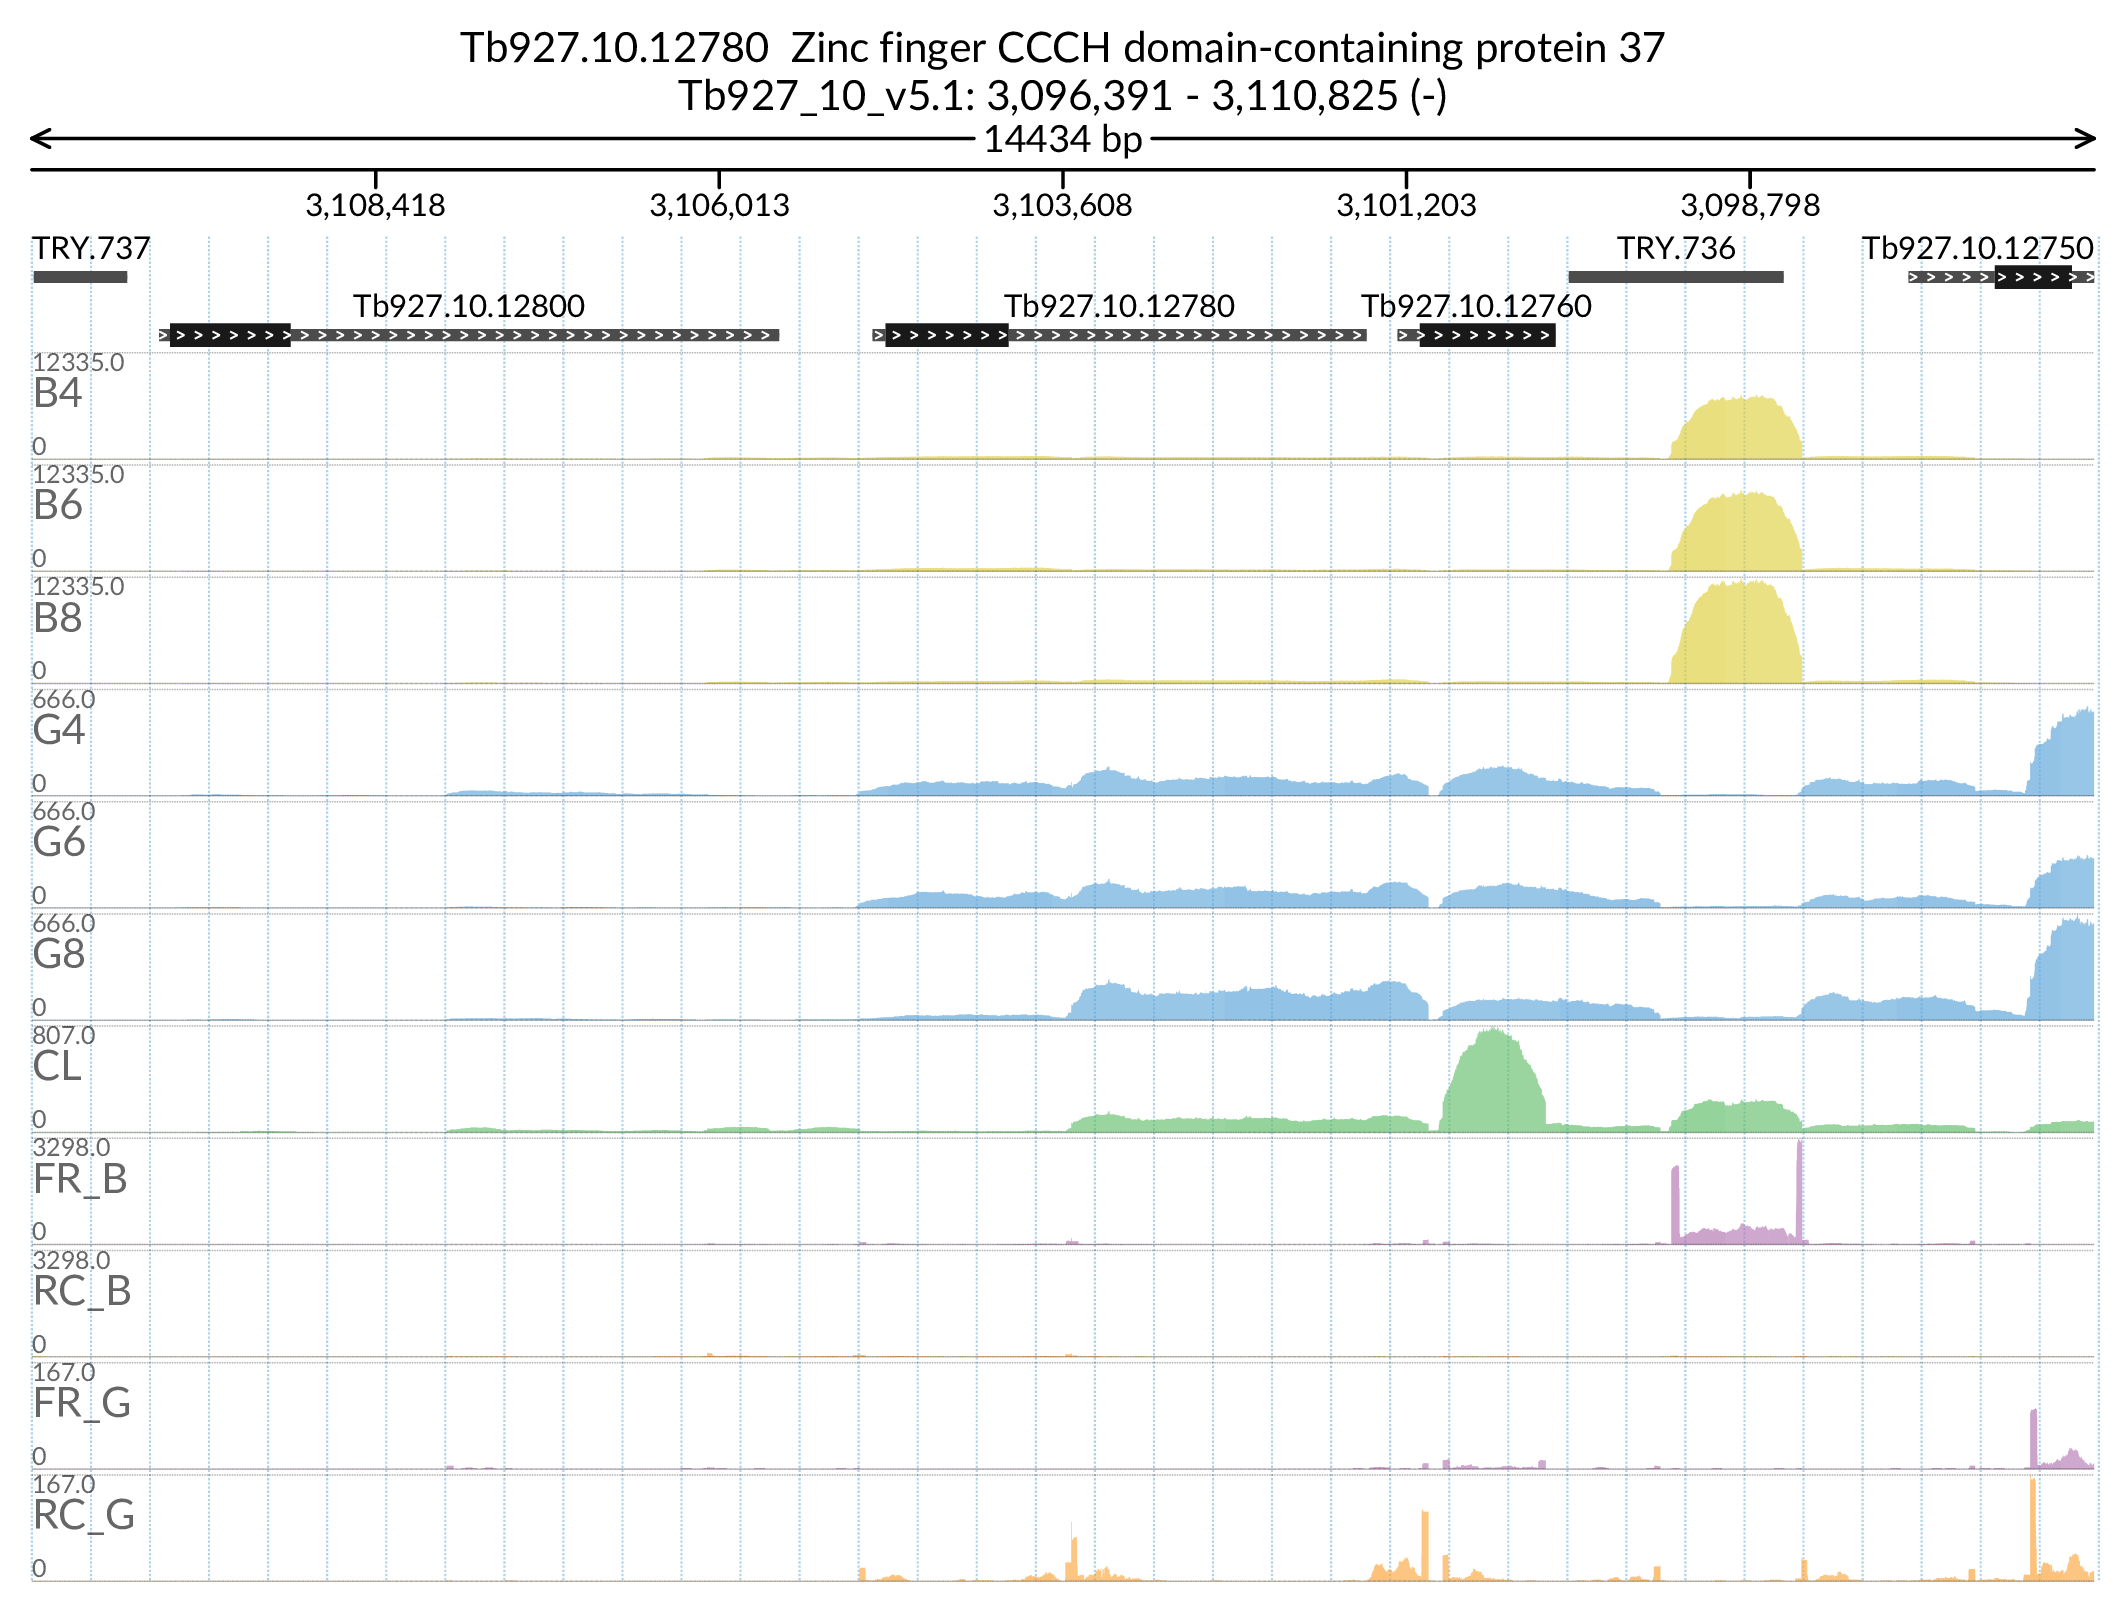 Tb927.10.12780  Zinc finger CCCH domain-containing protein 37
Tb927_10_v5.1: 3,096,391 - 3,110,825 (-)
14434 bp
3,108,418 3,106,013 3,103,608 3,101,203 3,098,798
TRY.737 TRY.736 Tb927.10.12750
Tb927.10.12800 Tb927.10.12780 Tb927.10.12760
12335.0
B4
0
12335.0
B6
0
12335.0
B8
0
666.0
G4
0
666.0
G6
0
666.0
G8
0
807.0
CL
0
3298.0
FR_B
0
3298.0
RC_B
0
167.0
FR_G
0
167.0
RC_G
0